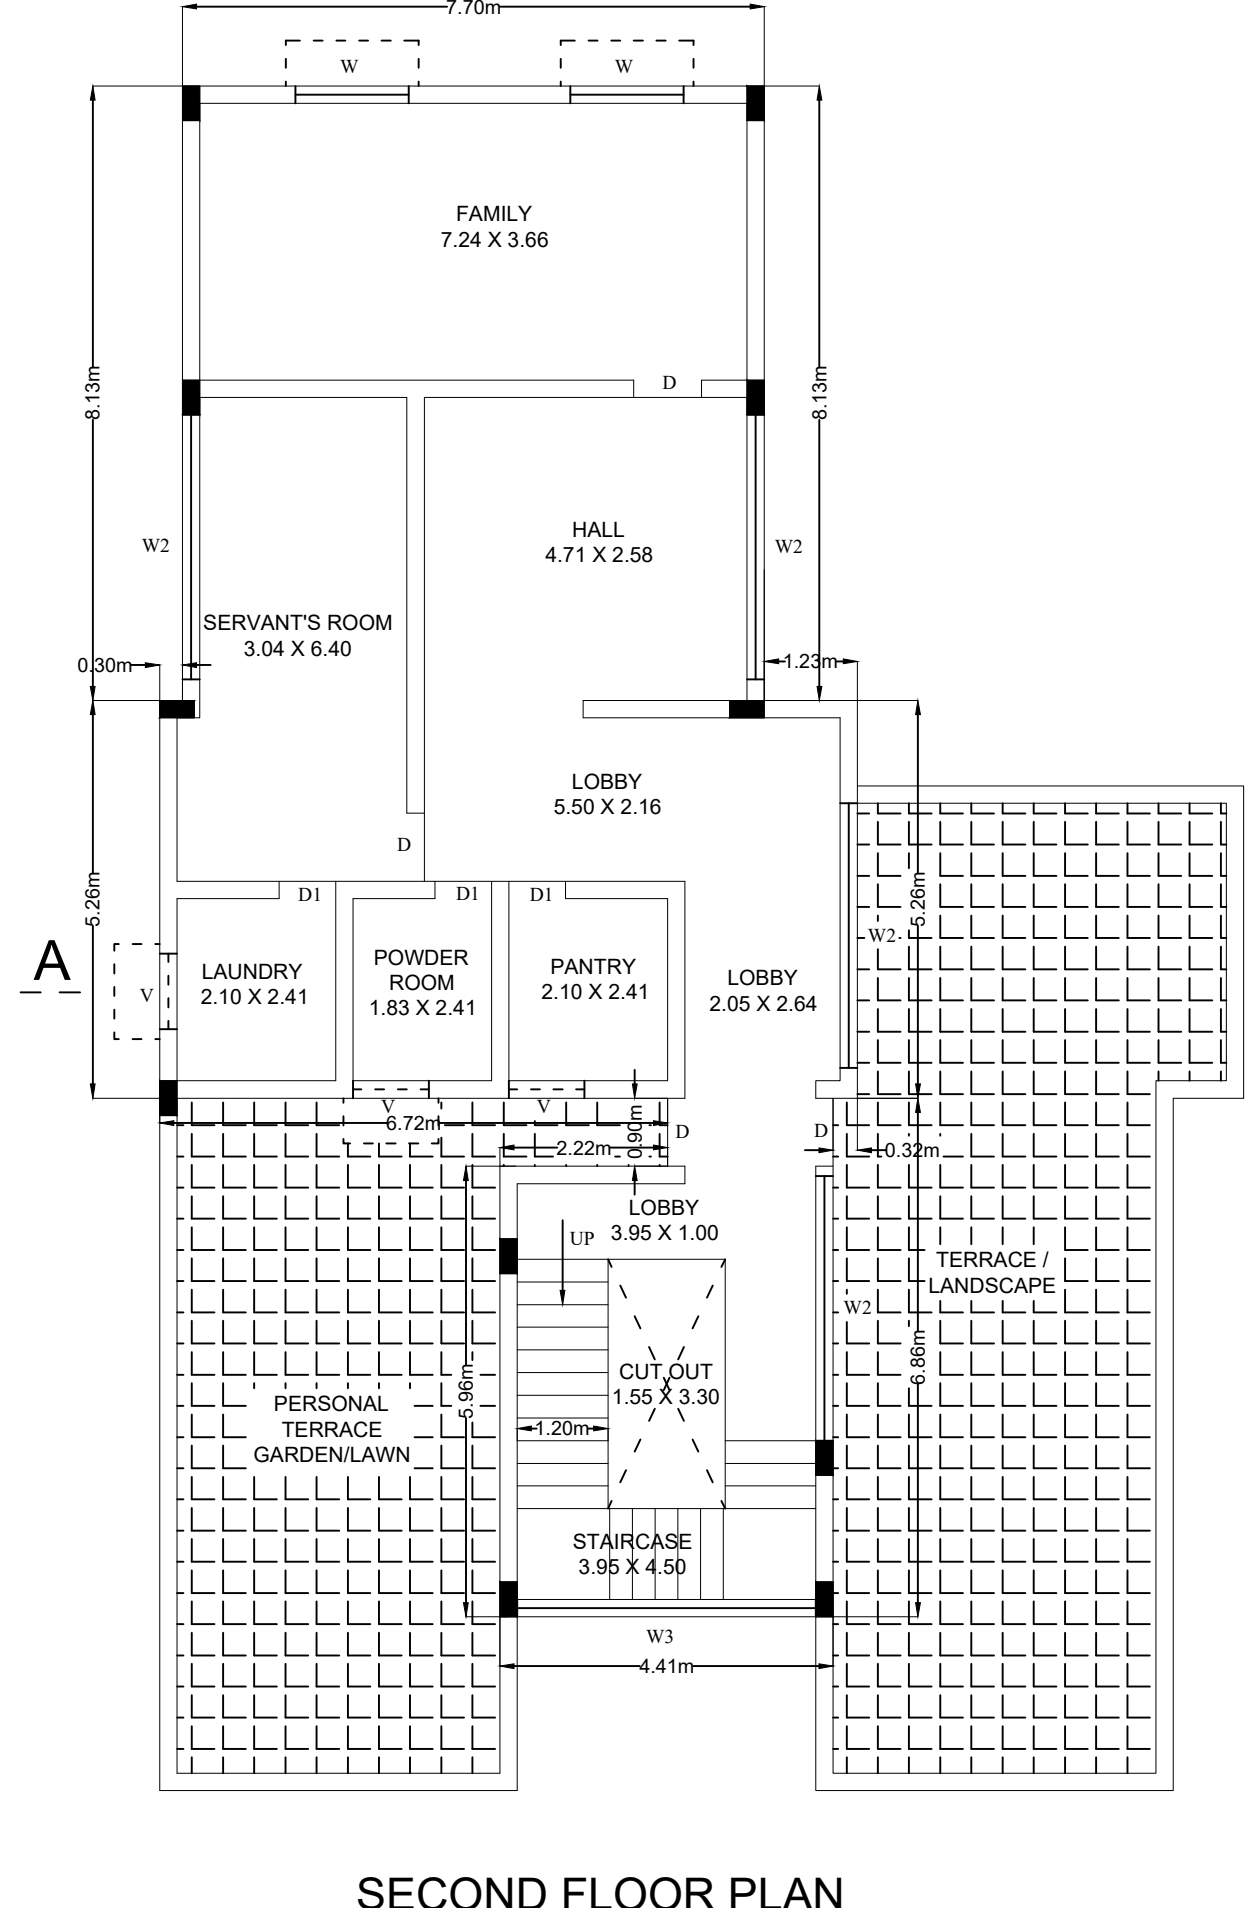 7.70m
W
W
FAMILY
7.24 X 3.66
8.13m
8.13m
D
HALL
4.71 X 2.58
W2
W2
SERVANT'S ROOM
3.04 X 6.40
0.30m
1.23m
LOBBY
5.50 X 2.16
D
5.26m
5.26m
D1
D1
D1
W2
A
LAUNDRY
2.10 X 2.41
POWDER
ROOM
1.83 X 2.41
PANTRY
2.10 X 2.41
LOBBY
2.05 X 2.64
V
V
V
6.72m
0.90m
D
D
2.22m
0.32m
LOBBY
3.95 X 1.00
UP
TERRACE /
LANDSCAPE
W2
6.86m
5.96m
CUT OUT
1.55 X 3.30
PERSONAL
TERRACE
GARDEN/LAWN
1.20m
STAIRCASE
3.95 X 4.50
W3
4.41m
SECOND FLOOR PLAN